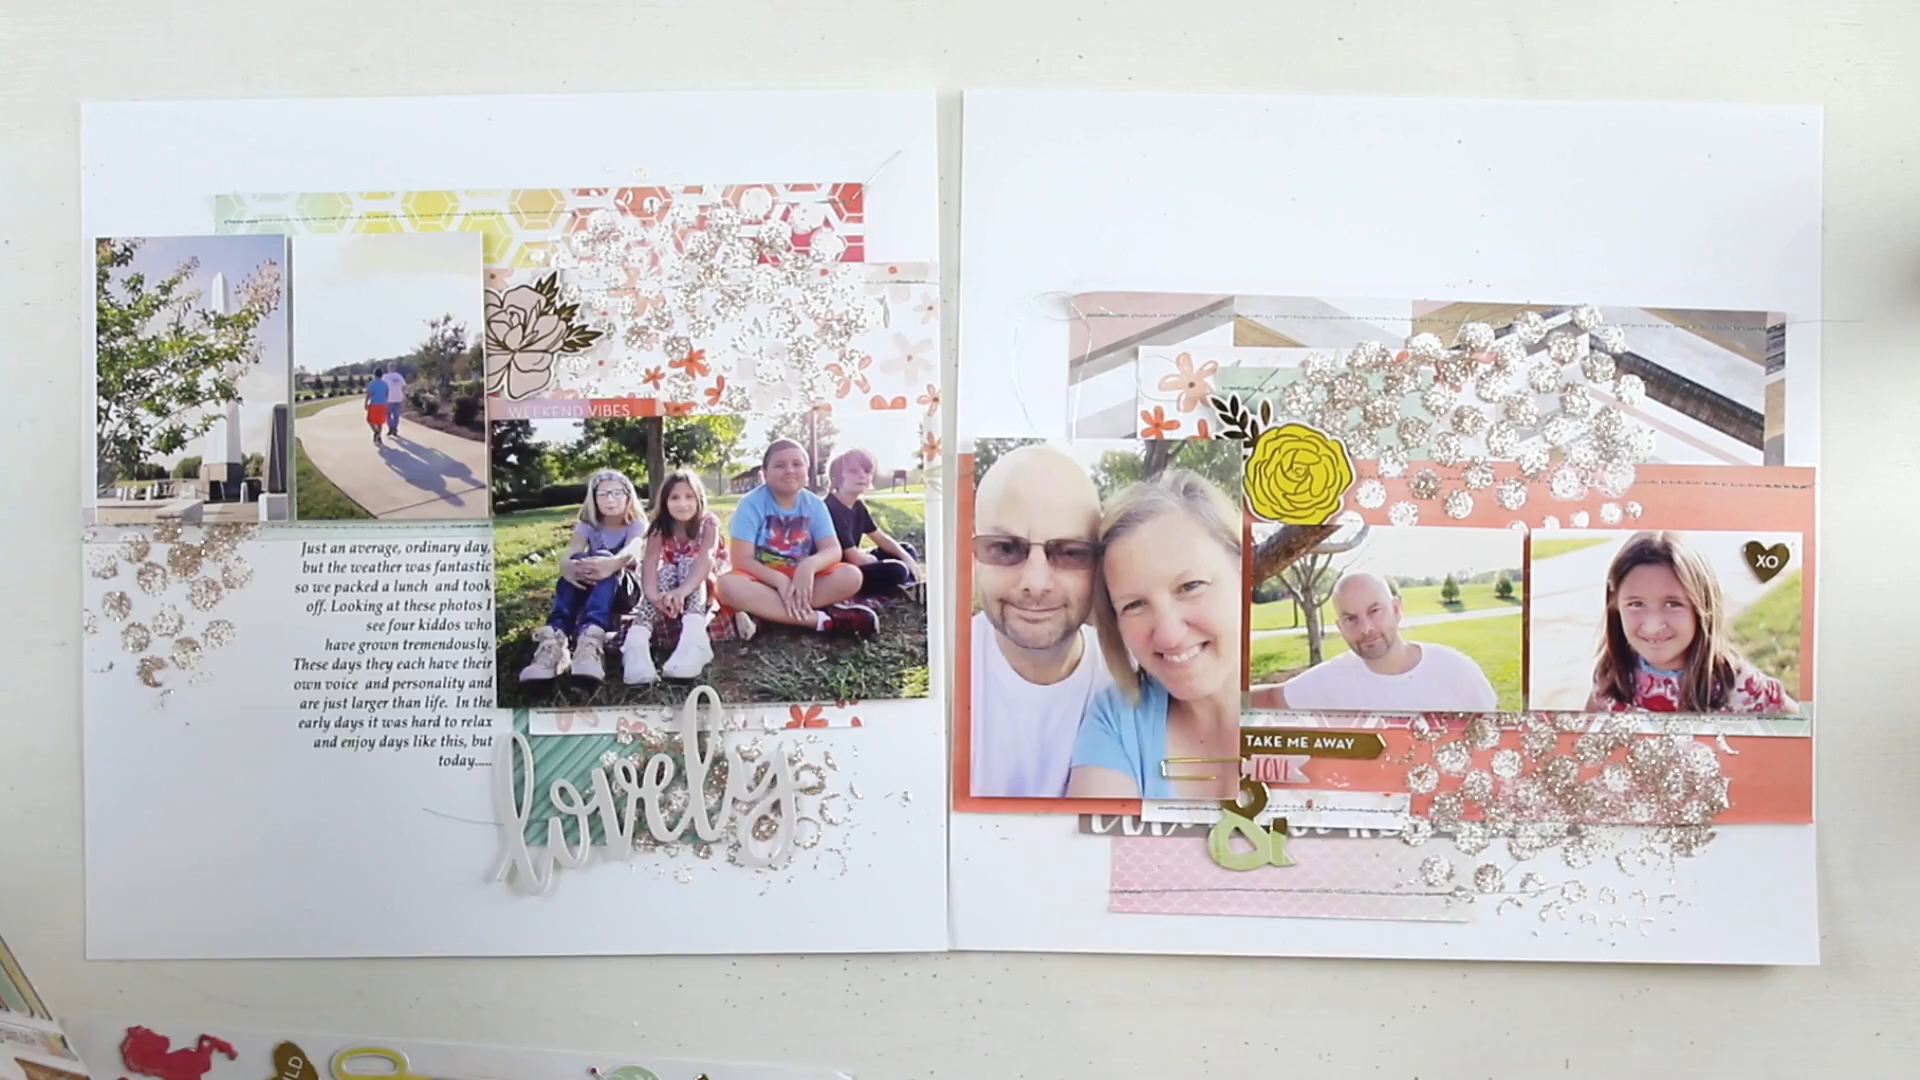 WEEKEND VIBES
Just an average, ordinary day,
but the weather was fantastic
so we packed a lunch and took
off. Looking at these photos I
see four kiddos who
have grown tremendously.
These days they each have their
own voice and personality and
are just larger than life. In the
early days it was hard to relax
and enjoy days like this, but
today.....
lovely
XO
TAKE ME AWAY
LOVE
&